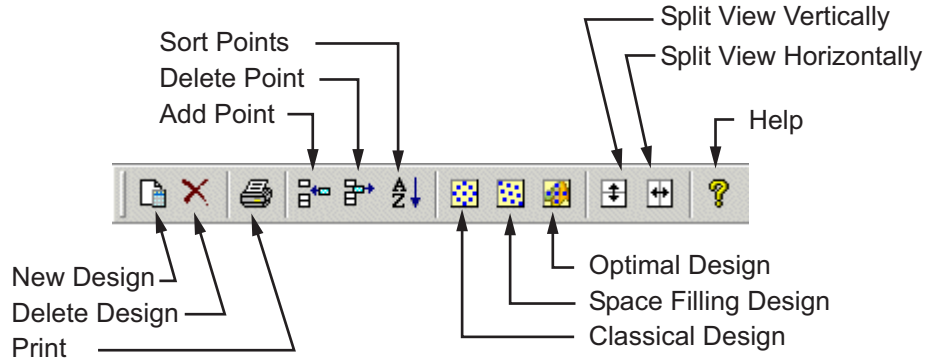 Split View Vertically
Sort Points
Split View Horizontally
Delete Point
Add Point
Help
A
Z
?
New Design
Optimal Design
Delete Design
Space Filling Design
Print
Classical Design